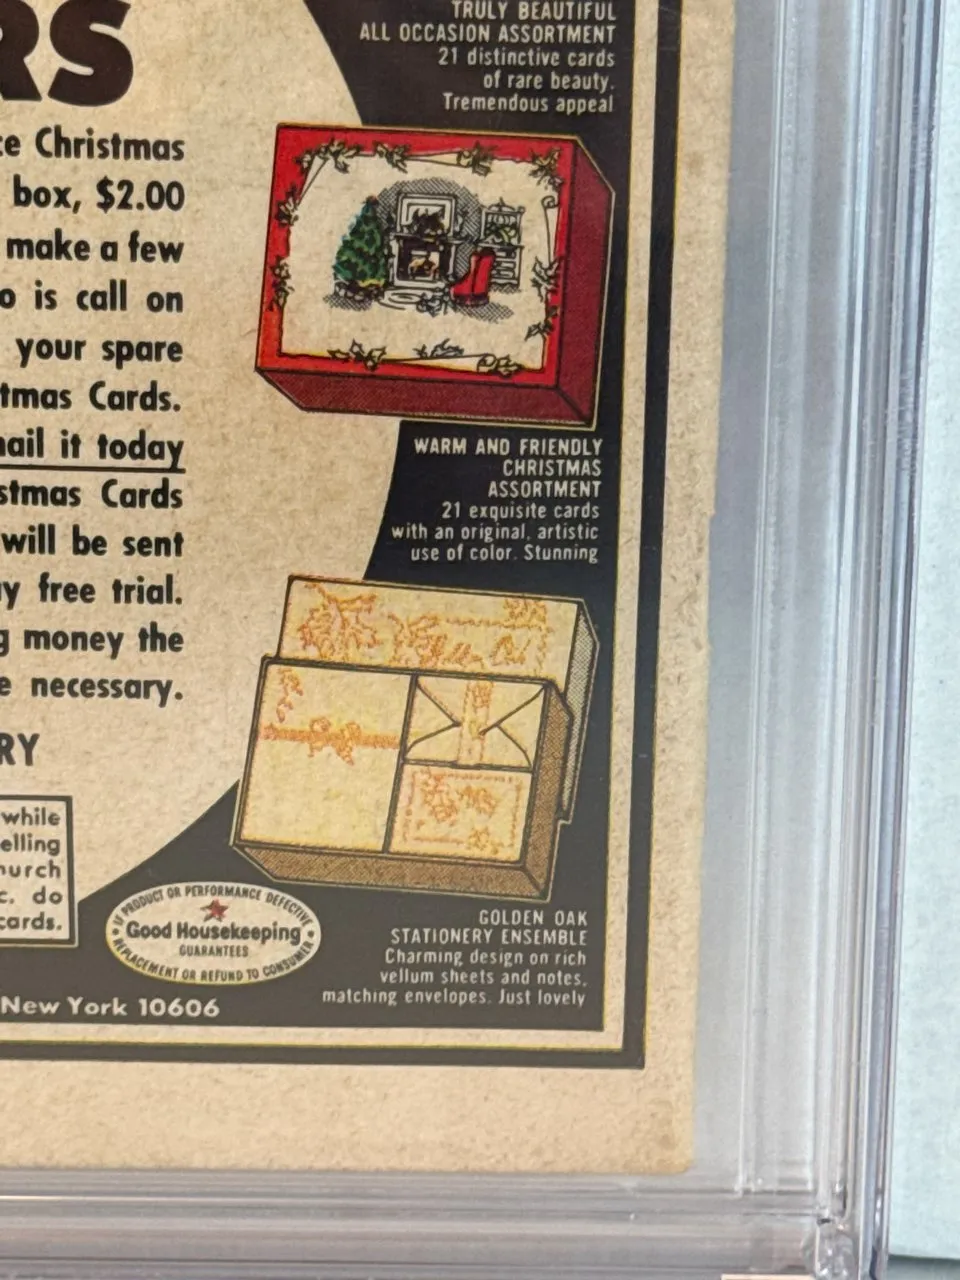 RS
TRULY BEAUTIFUL
ALL OCCASION ASSORTMENT
21 distinctive cards
of rare beauty.
Tremendous appeal
Christmas
box, $2.00
make a few
o is call on
your spare
tmas Cards.
ail it today
stmas Cards
will be sent
y free trial.
g money the
e necessary.
RY
while
elling
hurch
c. do
cards.
WARM AND FRIENDLY
CHRISTMAS
ASSORTMENT
21 exquisite cards
with an original, artistic
use of color. Stunning
IF PRODUCT OR PERFORMANCE DEFECTIVE
Good Housekeeping
GUARANTEES
REPLACEMENT OR REFUND TO CONSUMER
GOLDEN OAK
STATIONERY ENSEMBLE
Charming design on rich
vellum sheets and notes,
matching envelopes. Just lovely
New York 10606